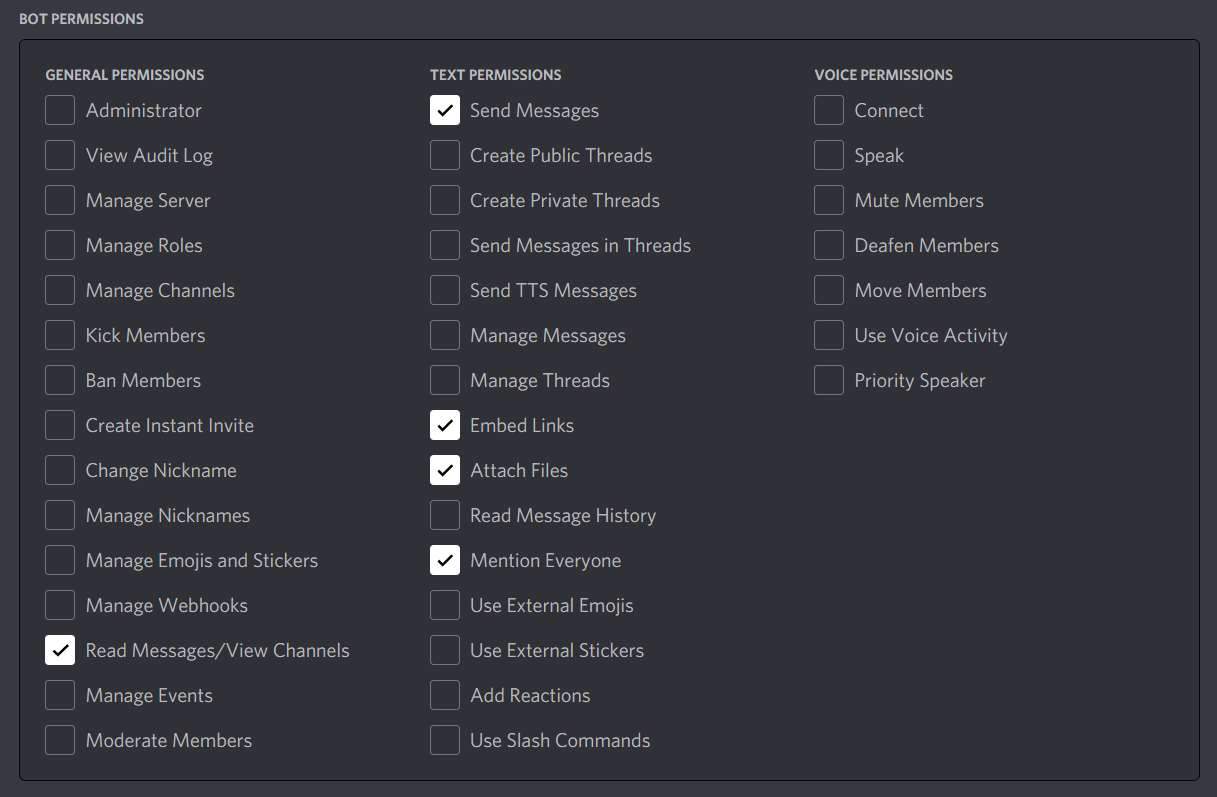 BOT PERMISSIONS
GENERAL PERMISSIONS
Administrator
View Audit Log
Manage Server
Manage Roles
Manage Channels
Kick Members
Ban Members
Create Instant Invite
Change Nickname
Manage Nicknames
Manage Emojis and Stickers
Manage Webhooks
Read Messages/View Channels
Manage Events
Moderate Members
TEXT PERMISSIONS
Send Messages
Create Public Threads
Create Private Threads
Send Messages in Threads
Send TTS Messages
Manage Messages
Manage Threads
Embed Links
Attach Files
Read Message History
Mention Everyone
Use External Emojis
Use External Stickers
Add Reactions
Use Slash Commands
VOICE PERMISSIONS
Connect
Speak
Mute Members
Deafen Members
Move Members
Use Voice Activity
Priority Speaker